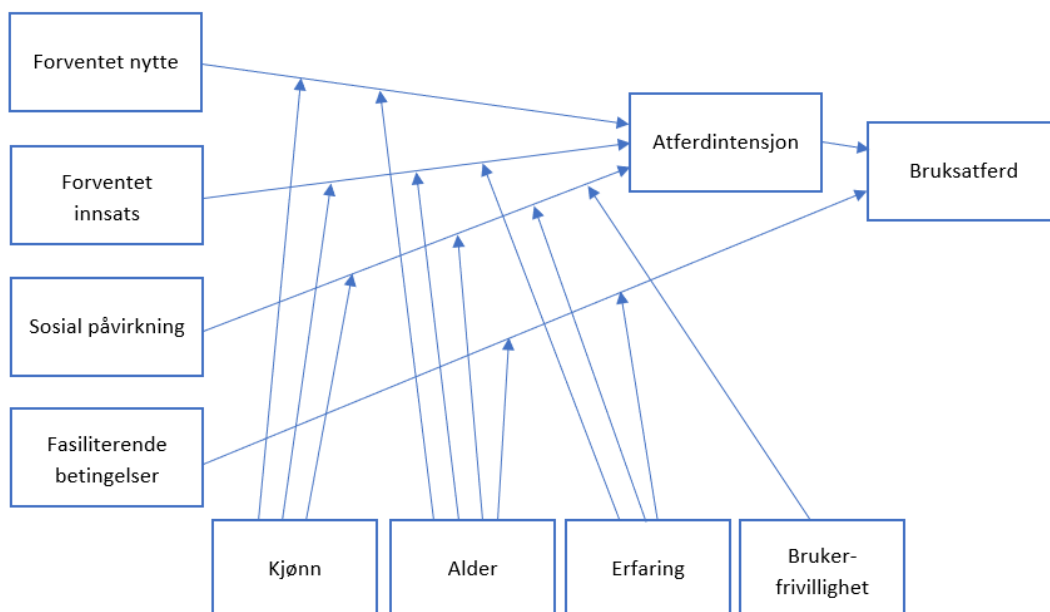 Forventet nytte
Forventet
innsats
Sosial påvirkning
Fasiliterende
betingelser
Atferdintensjon
Bruksatferd
Kjønn
Alder
Erfaring
Bruker-
frivillighet